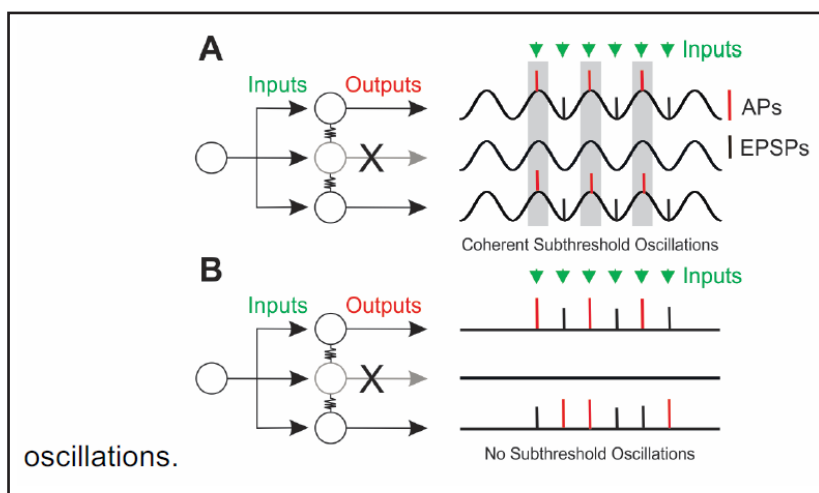 A
Inputs
Inputs Outputs
APs
EPSPs
X
Coherent Subthreshold Oscillations
B
Inputs
Inputs Outputs
X
No Subthreshold Oscillations
oscillations.